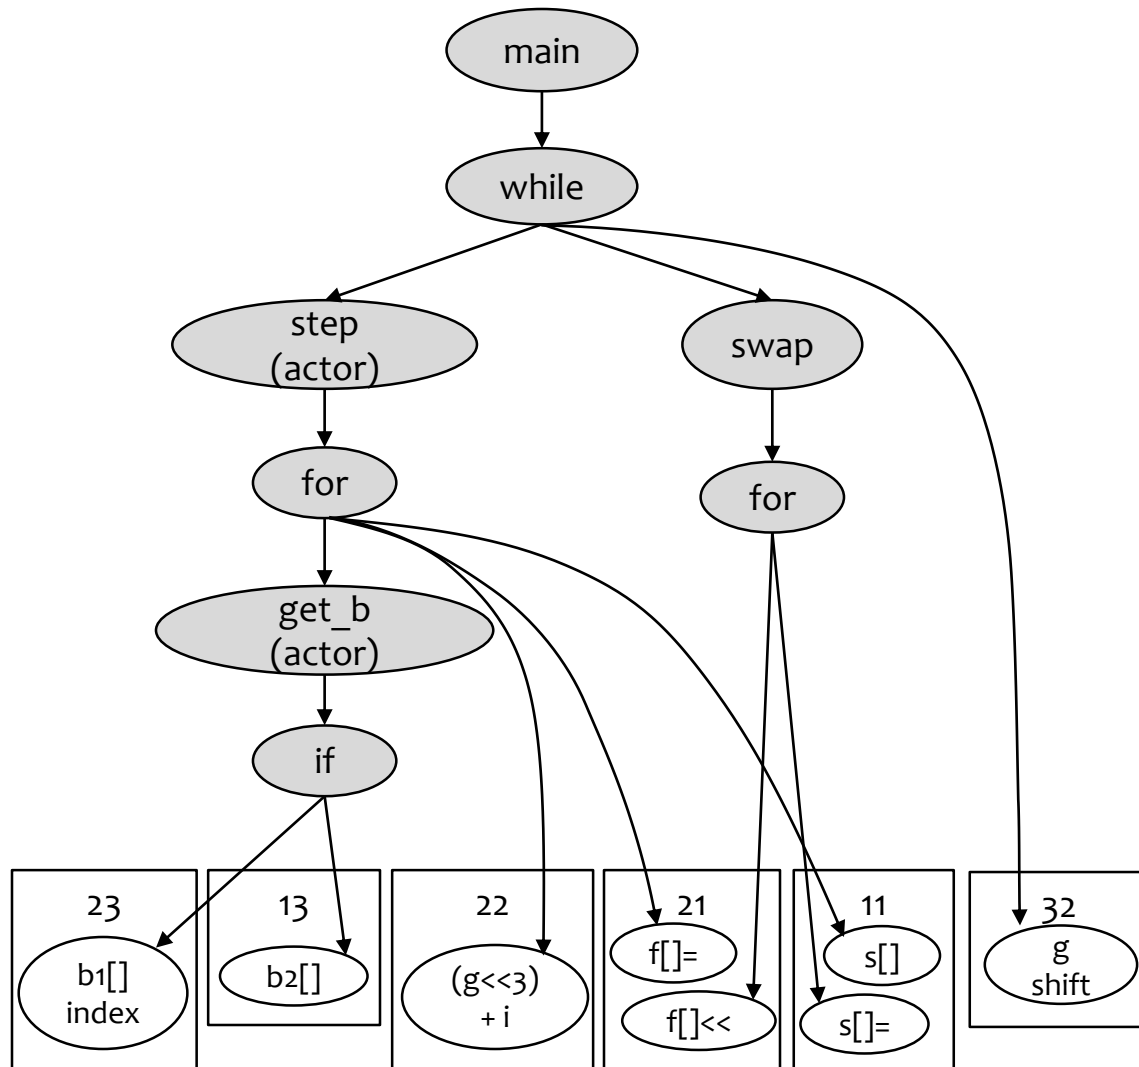 main
while
step
(actor)
swap
for
for
get_b
(actor)
if
23
13
22
21
11
32
b1[]
index
b2[]
(g<<3)
+ i
f[]=
f[]<<
s[]
s[]=
g
shift